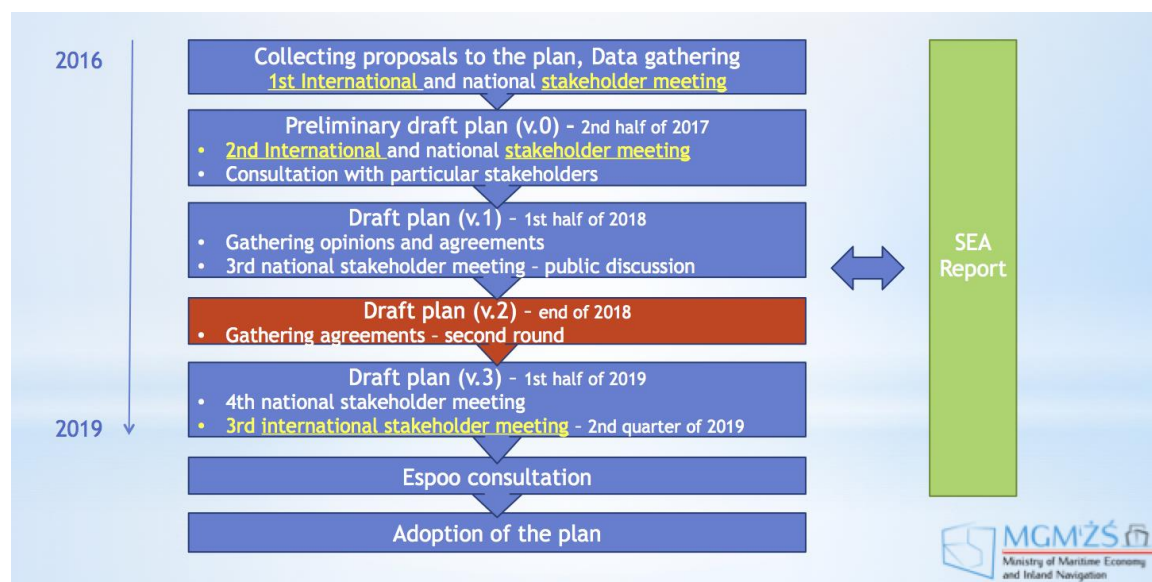 2016
Collecting proposals to the plan, Data gathering
1st International and national stakeholder meeting
Preliminary draft plan (v.0) – 2nd half of 2017
• 2nd International and national stakeholder meeting
• Consultation with particular stakeholders
Draft plan (v.1) – 1st half of 2018
• Gathering opinions and agreements
• 3rd national stakeholder meeting – public discussion
SEA
Report
Draft plan (v.2) – end of 2018
• Gathering agreements – second round
Draft plan (v.3) – 1st half of 2019
• 4th national stakeholder meeting
• 3rd international stakeholder meeting – 2nd quarter of 2019
2019
Espoo consultation
Adoption of the plan
MGMiŻŚ
Ministry of Maritime Economy
and Inland Navigation